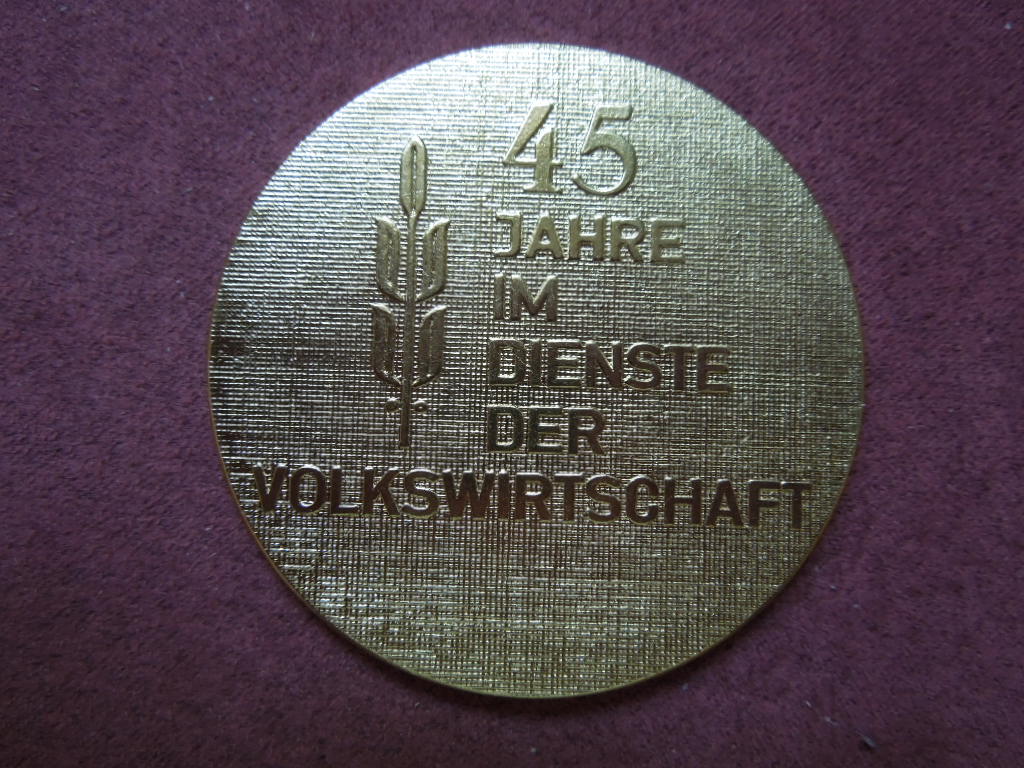 45
JAHRE
IM
DIENSTE
DER
VOLKSWIRTSCHAFT